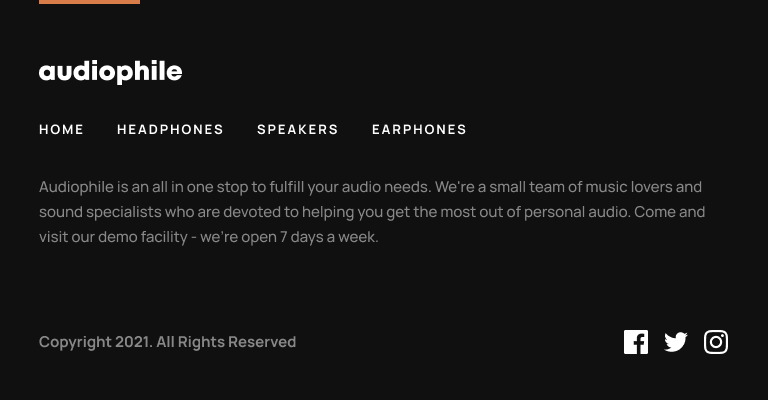 audiophile
HOME HEADPHONES SPEAKERS EARPHONES
Audiophile is an all in one stop to fulfill your audio needs. We're a small team of music lovers and
sound specialists who are devoted to helping you get the most out of personal audio. Come and
visit our demo facility - we're open 7 days a week.
Copyright 2021. All Rights Reserved